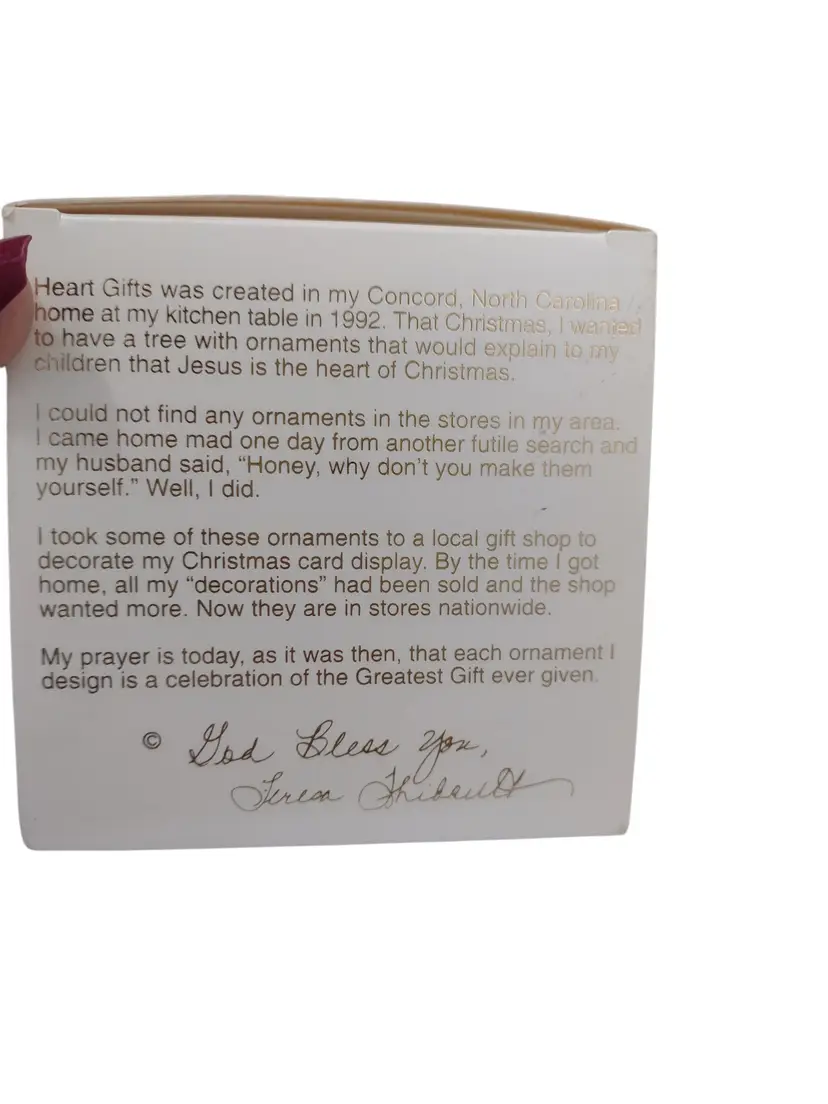 Heart Gifts was created in my Concord, North Carolina
home at my kitchen table in 1992. That Christmas, I wanted
to have a tree with ornaments that would explain to my
children that Jesus is the heart of Christmas.
I could not find any ornaments in the stores in my area.
I came home mad one day from another futile search and
my husband said, “Honey, why don't you make them
yourself.” Well, I did.
I took some of these ornaments to a local gift shop to
decorate my Christmas card display. By the time I got
home, all my “decorations” had been sold and the shop
wanted more. Now they are in stores nationwide.
My prayer is today, as it was then, that each ornament I
design is a celebration of the Greatest Gift ever given.
© God Bless You,
Teresa Thibault